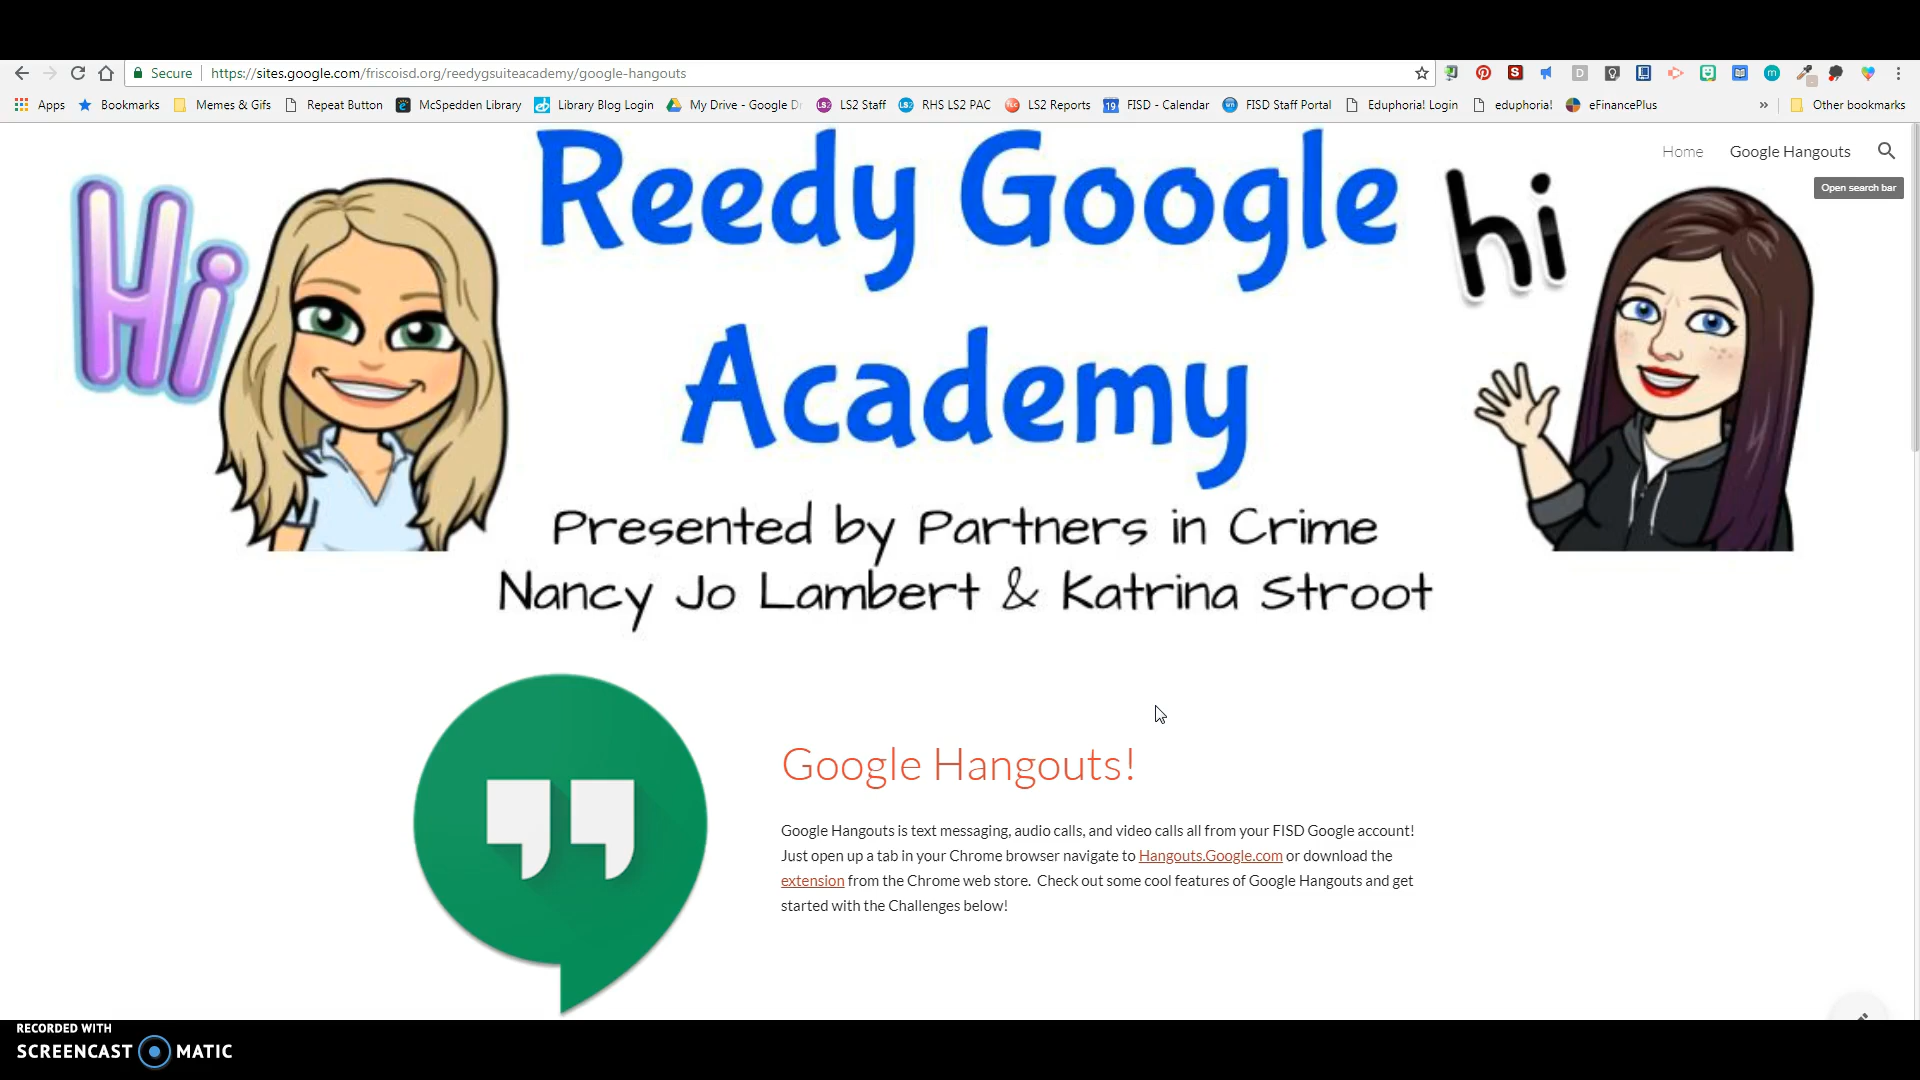 Secure https://sites.google.com/friscoisd.org/reedygsuiteacademy/google-hangouts
Apps Bookmarks Memes & Gifs Repeat Button McSpedden Library Library Blog Login My Drive - Google Dr LS2 Staff RHS LS2 PAC LS2 Reports FISD - Calendar FISD Staff Portal Eduphoria! Login eduphoria! eFinancePlus » Other bookmarks
Home Google Hangouts
Open search bar
Hi
hi
Reedy Google
Academy
Presented by Partners in Crime
Nancy Jo Lambert & Katrina Stroot
Google Hangouts!
Google Hangouts is text messaging, audio calls, and video calls all from your FISD Google account!
Just open up a tab in your Chrome browser navigate to Hangouts.Google.com or download the
extension from the Chrome web store. Check out some cool features of Google Hangouts and get
started with the Challenges below!
RECORDED WITH
SCREENCAST MATIC